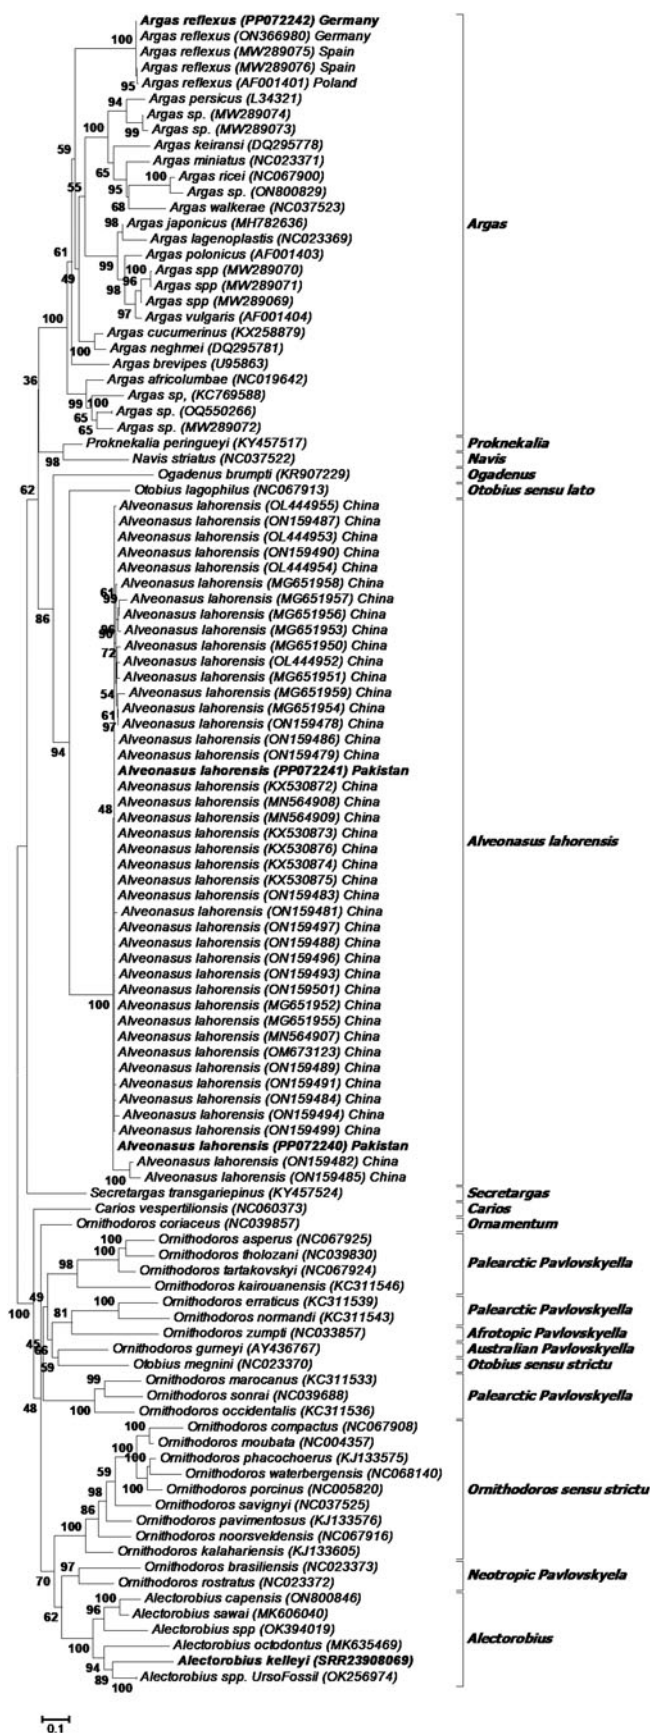 Argas reflexus (PP072242) Germany
100
Argas reflexus (ON366980) Germany
Argas reflexus (MW289075) Spain
Argas reflexus (MW289076) Spain
95
Argas reflexus (AF001401) Poland
94
Argas persicus (L34321)
Argas sp. (MW289074)
100
99
Argas sp. (MW289073)
59
Argas keiransi (DQ295778)
Argas miniatus (NC023371)
65
100
Argas ricei (NC067900)
55
95
Argas sp. (ON800829)
68
Argas walkerae (NC037523)
98
Argas japonicus (MH782636)
Argas
Argas lagenoplastis (NC023369)
61
Argas polonicus (AF001403)
99
100
Argas spp (MW289070)
49
96
Argas spp (MW289071)
98
Argas spp (MW289069)
97
Argas vulgaris (AF001404)
100
Argas cucumerinus (KX258879)
100
Argas neghmei (DQ295781)
Argas brevipes (U95863)
36
Argas africolumbae (NC019642)
99
100
Argas sp, (KC769588)
65
Argas sp. (OQ550266)
65
Argas sp. (MW289072)
Proknekalia peringueyi (KY457517)
Proknekalia
98
Navis striatus (NC037522)
Navis
Ogadenus brumpti (KR907229)
Ogadenus
62
Otobius lagophilus (NC067913)
Otobius sensu lato
Alveonasus lahorensis (OL444955) China
Alveonasus lahorensis (ON159487) China
Alveonasus lahorensis (OL444953) China
Alveonasus lahorensis (ON159490) China
Alveonasus lahorensis (OL444954) China
Alveonasus lahorensis (MG651958) China
61
99
Alveonasus lahorensis (MG651957) China
86
Alveonasus lahorensis (MG651956) China
Alveonasus lahorensis (MG651953) China
Alveonasus lahorensis (MG651950) China
72
Alveonasus lahorensis (OL444952) China
Alveonasus lahorensis (MG651951) China
54
Alveonasus lahorensis (MG651959) China
61
Alveonasus lahorensis (MG651954) China
97
Alveonasus lahorensis (ON159478) China
Alveonasus lahorensis (ON159486) China
94
Alveonasus lahorensis (ON159479) China
Alveonasus lahorensis (PP072241) Pakistan
48
Alveonasus lahorensis (KX530872) China
Alveonasus lahorensis (MN564908) China
Alveonasus lahorensis (MN564909) China
Alveonasus lahorensis (KX530873) China
Alveonasus lahorensis
Alveonasus lahorensis (KX530876) China
Alveonasus lahorensis (KX530874) China
Alveonasus lahorensis (KX530875) China
Alveonasus lahorensis (ON159483) China
Alveonasus lahorensis (ON159481) China
Alveonasus lahorensis (ON159497) China
Alveonasus lahorensis (ON159488) China
Alveonasus lahorensis (ON159496) China
Alveonasus lahorensis (ON159493) China
Alveonasus lahorensis (ON159501) China
100
Alveonasus lahorensis (MG651952) China
Alveonasus lahorensis (MG651955) China
Alveonasus lahorensis (MN564907) China
Alveonasus lahorensis (OM673123) China
Alveonasus lahorensis (ON159489) China
Alveonasus lahorensis (ON159491) China
Alveonasus lahorensis (ON159484) China
Alveonasus lahorensis (ON159494) China
Alveonasus lahorensis (ON159499) China
Alveonasus lahorensis (PP072240) Pakistan
Alveonasus lahorensis (ON159482) China
100
Alveonasus lahorensis (ON159485) China
Secretargas transgariepinus (KY457524)
Secretargas
Carios vespertilionsis (NC060373)
Carios
Ornithodoros coriaceus (NC039857)
Ornamentum
100
Ornithodoros asperus (NC067925)
100
Ornithodoros tholozani (NC039830)
98
Ornithodoros tartakovskyi (NC067924)
Palearctic Pavlovskyella
Ornithodoros kairouanensis (KC311546)
49
100
Ornithodoros erraticus (KC311539)
Palearctic Pavlovskyella
100
81
Ornithodoros normandi (KC311543)
Ornithodoros zumpti (NC033857)
Afrotopic Pavlovskyella
45
66
Ornithodoros gurneyi (AY436767)
Australian Pavlovskyella
59
Otobius megnini (NC023370)
Otobius sensu strictu
99
Ornithodoros marocanus (KC311533)
Ornithodoros sonrai (NC039688)
Palearctic Pavlovskyella
48
100
Ornithodoros occidentalis (KC311536)
100
Ornithodoros compactus (NC067908)
100
Ornithodoros moubata (NC004357)
100
Ornithodoros phacochoerus (KJ133575)
59
Ornithodoros waterbergensis (NC068140)
98
100
Ornithodoros porcinus (NC005820)
Ornithodoros sensu strictu
86
Ornithodoros savignyi (NC037525)
Ornithodoros pavimentosus (KJ133576)
100
Ornithodoros noorsveldensis (NC067916)
Ornithodoros kalahariensis (KJ133605)
97
Ornithodoros brasiliensis (NC023373)
Neotropic Pavlovskyela
70
Ornithodoros rostratus (NC023372)
100
Alectorobius capensis (ON800846)
62
96
Alectorobius sawai (MK606040)
Alectorobius spp (OK394019)
100
Alectorobius octodontus (MK635469)
Alectorobius
94
Alectorobius kelleyi (SRR23908069)
89
100
Alectorobius spp. UrsoFossil (OK256974)
0.1